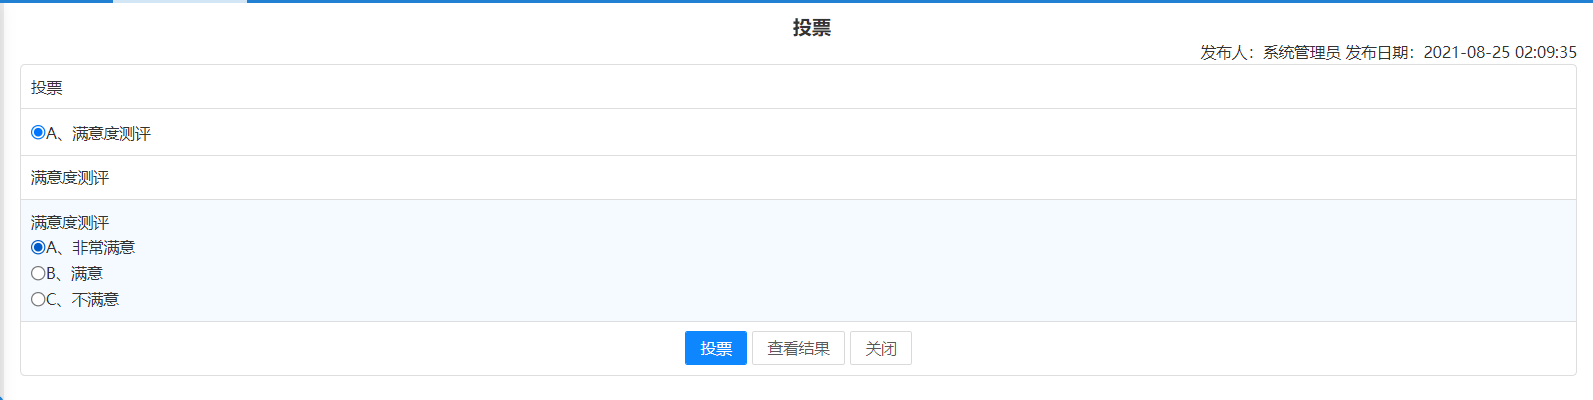 投票
发布人：系统管理员 发布日期：2021-08-25 02:09:35
投票
A、满意度测评
满意度测评
满意度测评
A、非常满意
B、满意
C、不满意
投票 查看结果 关闭